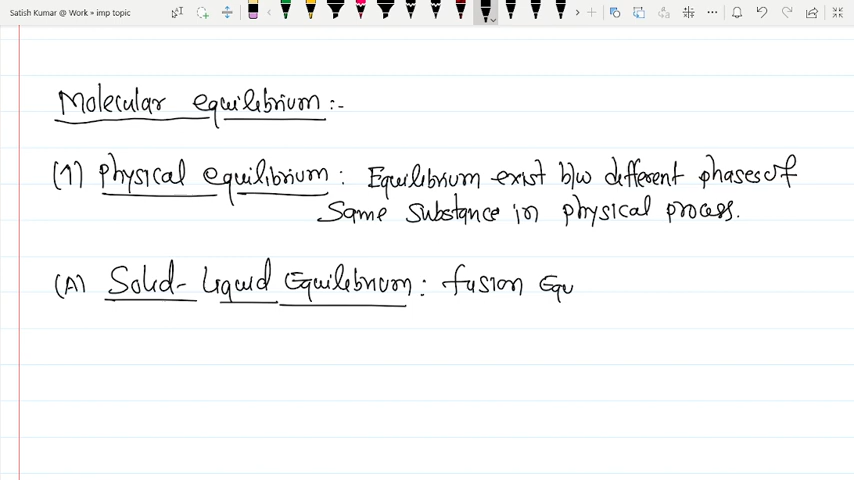 Satish Kumar @ Work » imp topic
Molecular equilibrium :-
(1) Physical equilibrium : Equilibrium exist b/w different phases of
Same substance in physical process.
(A) Solid-Liquid Equilibrium : fusion Equ